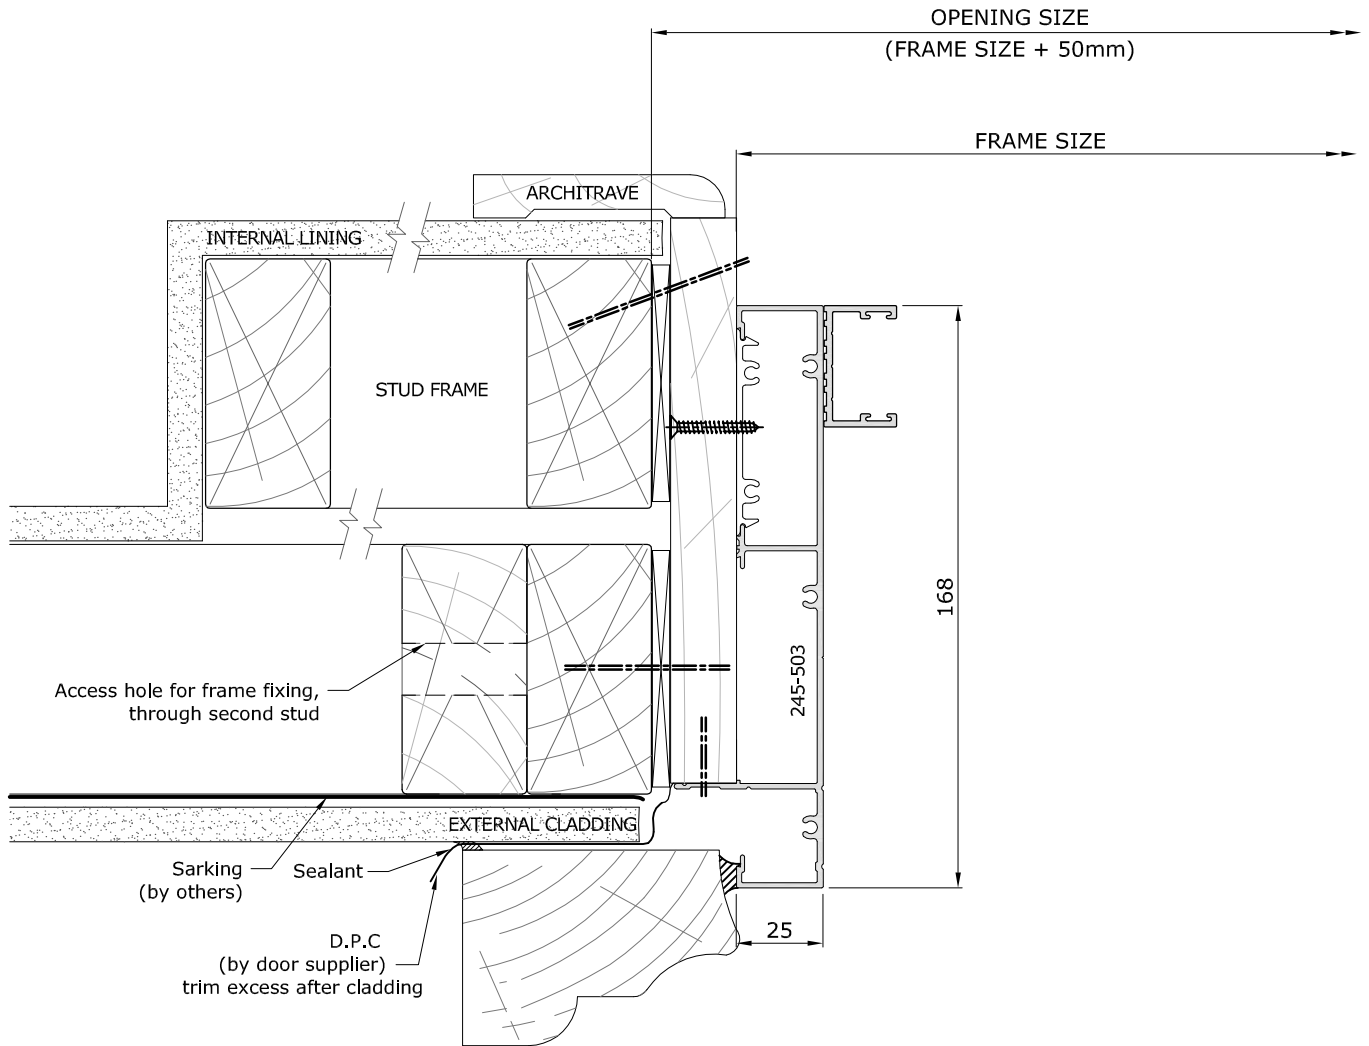 OPENING SIZE
(FRAME SIZE + 50mm)
FRAME SIZE
ARCHITRAVE
INTERNAL LINING
STUD FRAME
168
245-503
Access hole for frame fixing,
through second stud
EXTERNAL CLADDING
Sarking
(by others)
Sealant
25
D.P.C
(by door supplier)
trim excess after cladding